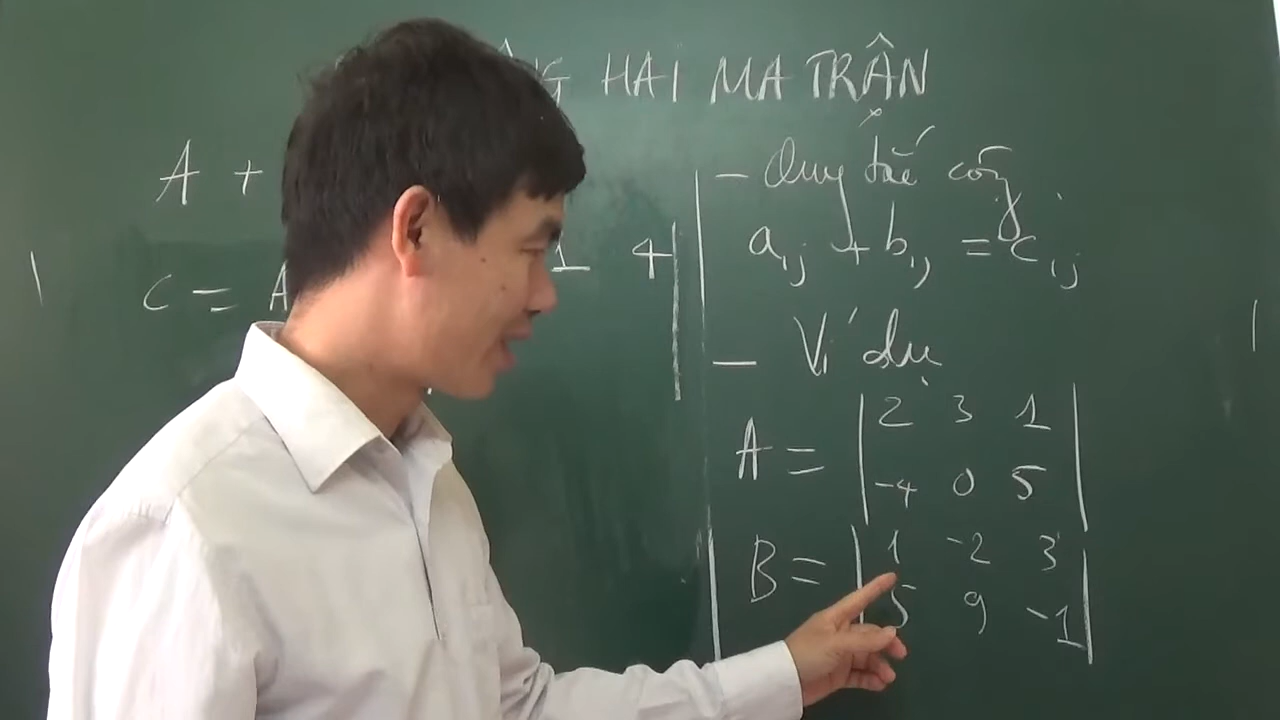 HAI MA TRẬN
A +
C = A
1 4
- Quy tắc cộng
aij + bij = cij
- Ví dụ
A = | 2 3 1 |
| -4 0 5 |
B = | 1 -2 3 |
| 5 9 -1 |